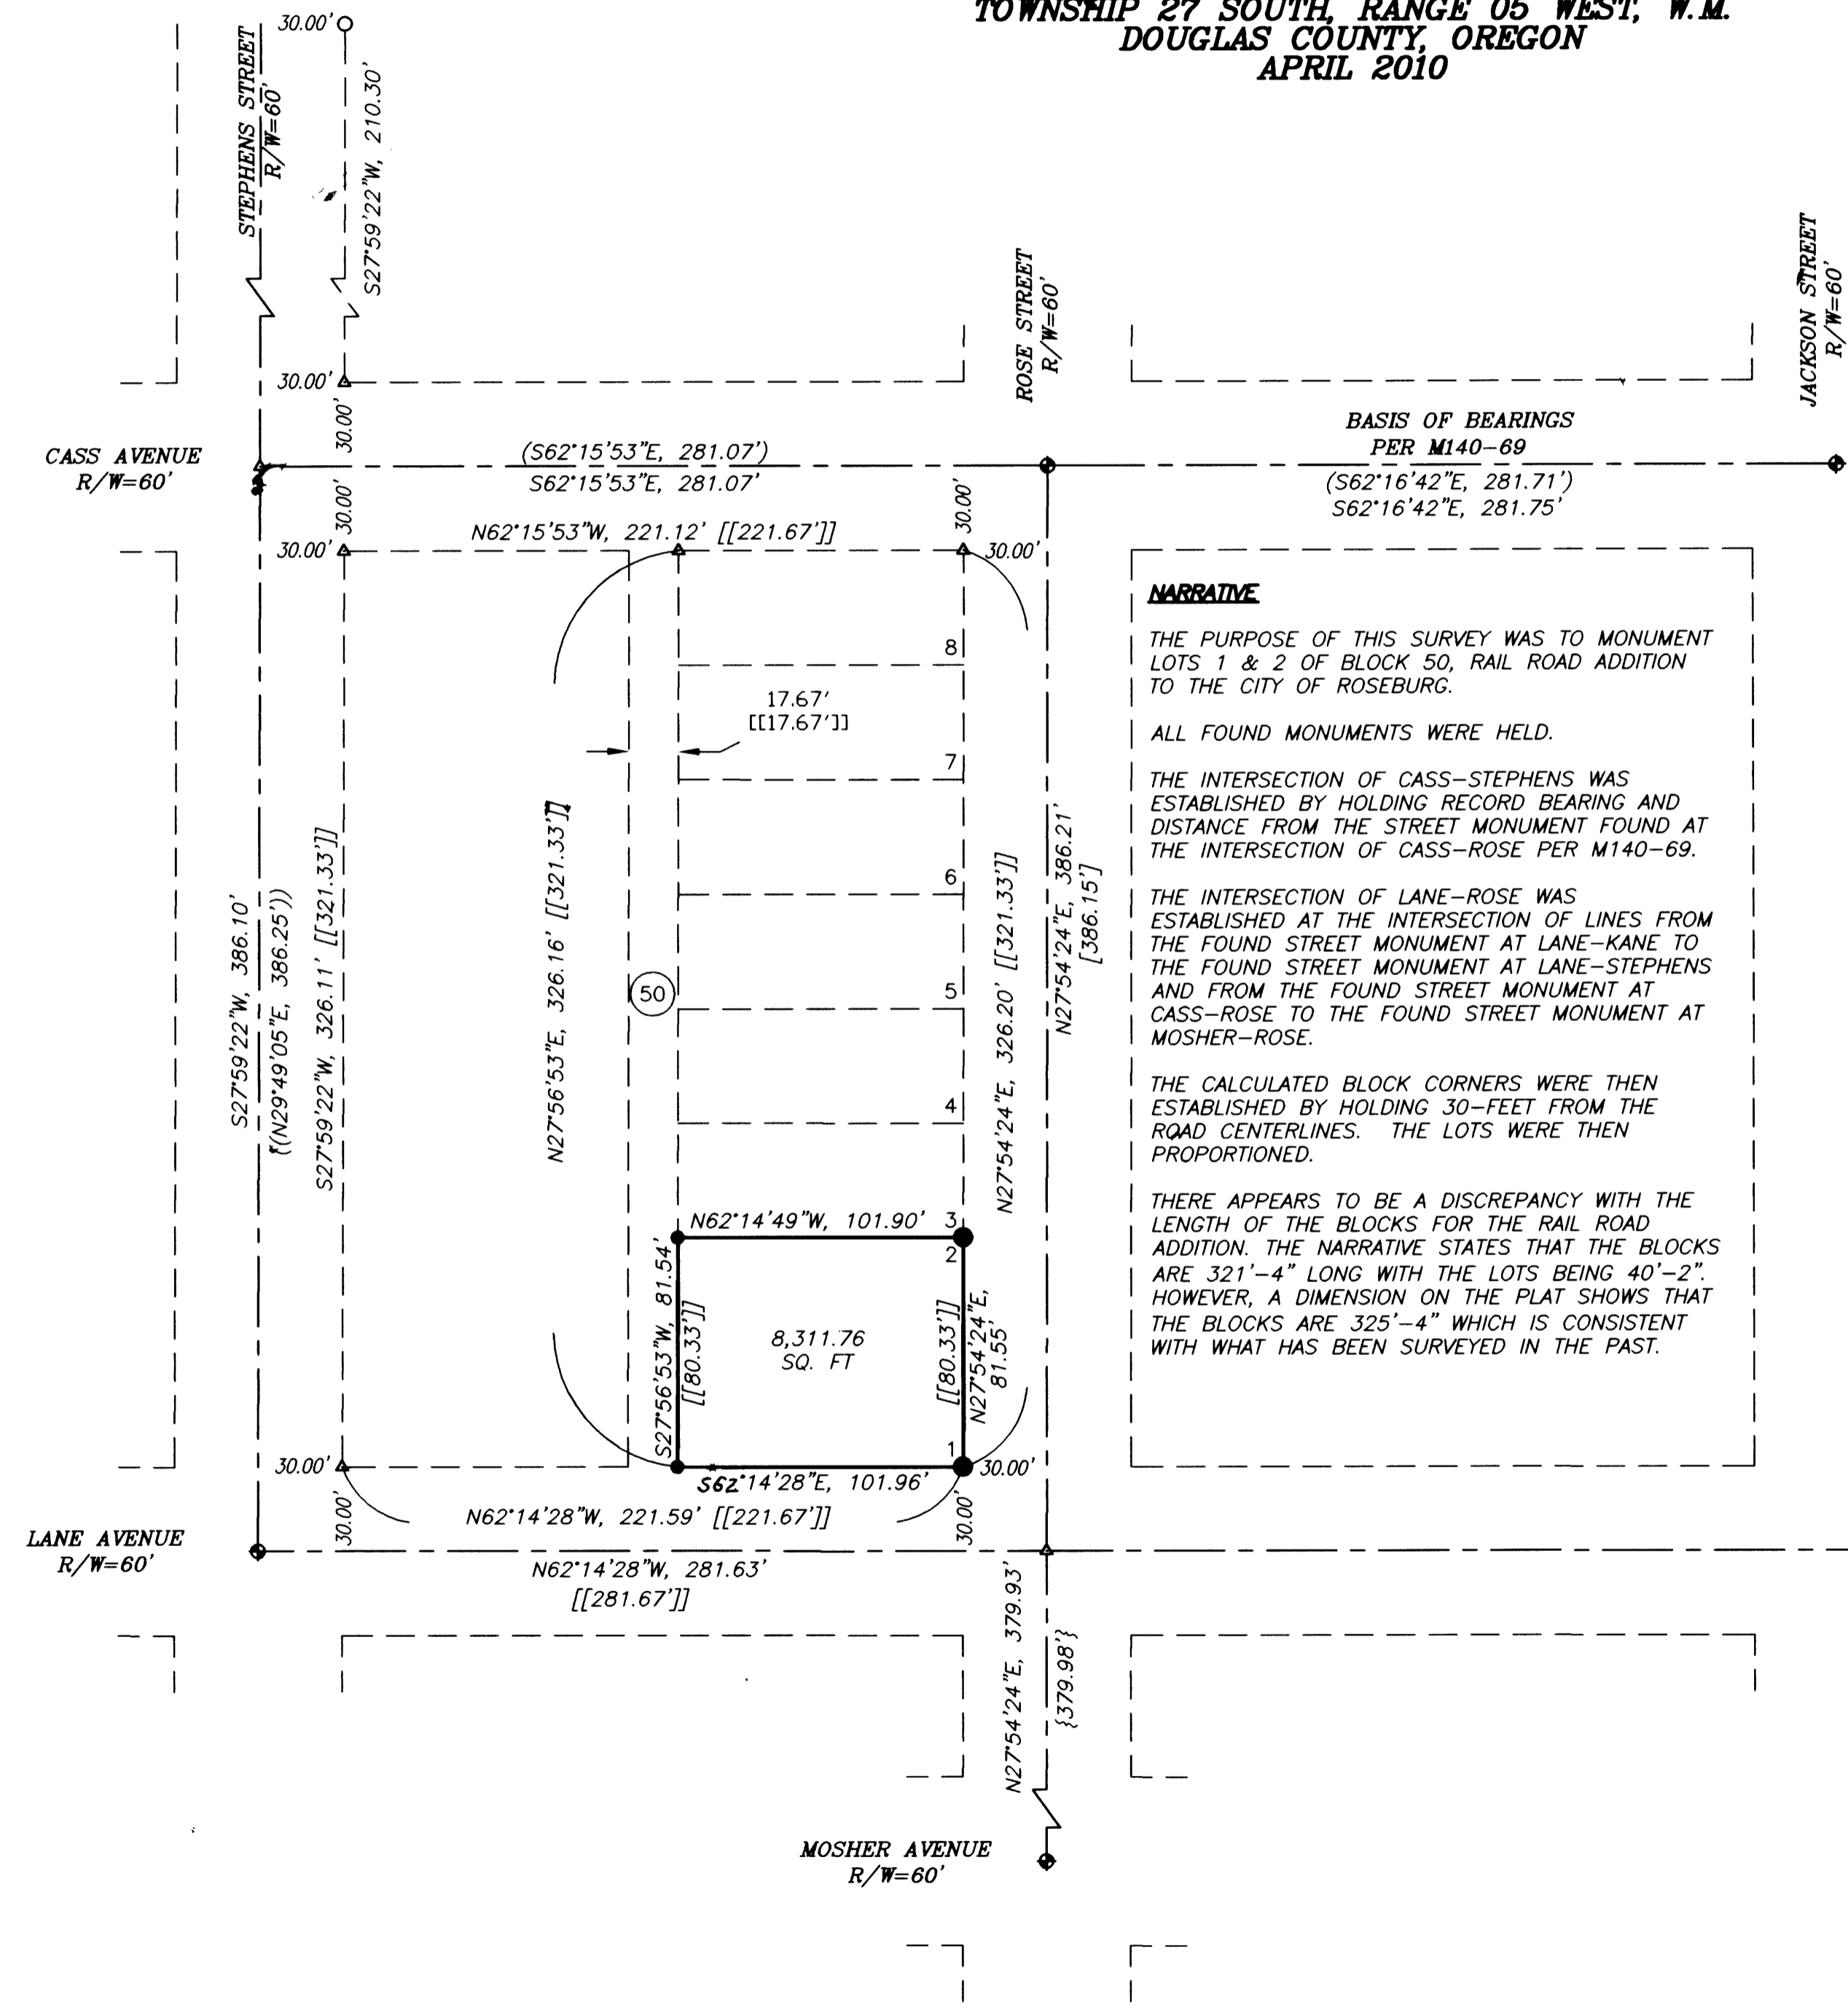 TOWNSHIP 27 SOUTH, RANGE 05 WEST, W.M.
DOUGLAS COUNTY, OREGON
APRIL 2010
30.00'
STEPHENS STREET
R/W=60'
S27°59'22"W, 210.30'
ROSE STREET
R/W=60'
JACKSON STREET
R/W=60'
30.00'
30.00'
CASS AVENUE
R/W=60'
(S62°15'53"E, 281.07')
S62°15'53"E, 281.07'
BASIS OF BEARINGS
PER M140-69
(S62°16'42"E, 281.71')
S62°16'42"E, 281.75'
30.00'
30.00'
N62°15'53"W, 221.12' [[221.67']]
30.00'
30.00'
8
17.67'
[[17.67']]
7
6
5
4
3
2
1
50
S27°59'22"W, 386.10'
((N29°49'05"E, 386.25'))
S27°59'22"W, 326.11' [[321.33']]
N27°56'53"E, 326.16' [[321.33']]
N27°54'24"E, 326.20' [[321.33']]
N27°54'24"E, 386.21'
[386.15']
N62°14'49"W, 101.90'
S27°56'53"W, 81.54'
[[80.33']]
8,311.76
SQ. FT
[[80.33']]
N27°54'24"E,
81.55'
S62°14'28"E, 101.96'
30.00'
30.00'
30.00'
30.00'
N62°14'28"W, 221.59' [[221.67']]
LANE AVENUE
R/W=60'
N62°14'28"W, 281.63'
[[281.67']]
N27°54'24"E, 379.93'
{379.98'}
MOSHER AVENUE
R/W=60'
NARRATIVE
THE PURPOSE OF THIS SURVEY WAS TO MONUMENT
LOTS 1 & 2 OF BLOCK 50, RAIL ROAD ADDITION
TO THE CITY OF ROSEBURG.
ALL FOUND MONUMENTS WERE HELD.
THE INTERSECTION OF CASS-STEPHENS WAS
ESTABLISHED BY HOLDING RECORD BEARING AND
DISTANCE FROM THE STREET MONUMENT FOUND AT
THE INTERSECTION OF CASS-ROSE PER M140-69.
THE INTERSECTION OF LANE-ROSE WAS
ESTABLISHED AT THE INTERSECTION OF LINES FROM
THE FOUND STREET MONUMENT AT LANE-KANE TO
THE FOUND STREET MONUMENT AT LANE-STEPHENS
AND FROM THE FOUND STREET MONUMENT AT
CASS-ROSE TO THE FOUND STREET MONUMENT AT
MOSHER-ROSE.
THE CALCULATED BLOCK CORNERS WERE THEN
ESTABLISHED BY HOLDING 30-FEET FROM THE
ROAD CENTERLINES. THE LOTS WERE THEN
PROPORTIONED.
THERE APPEARS TO BE A DISCREPANCY WITH THE
LENGTH OF THE BLOCKS FOR THE RAIL ROAD
ADDITION. THE NARRATIVE STATES THAT THE BLOCKS
ARE 321'-4" LONG WITH THE LOTS BEING 40'-2".
HOWEVER, A DIMENSION ON THE PLAT SHOWS THAT
THE BLOCKS ARE 325'-4" WHICH IS CONSISTENT
WITH WHAT HAS BEEN SURVEYED IN THE PAST.